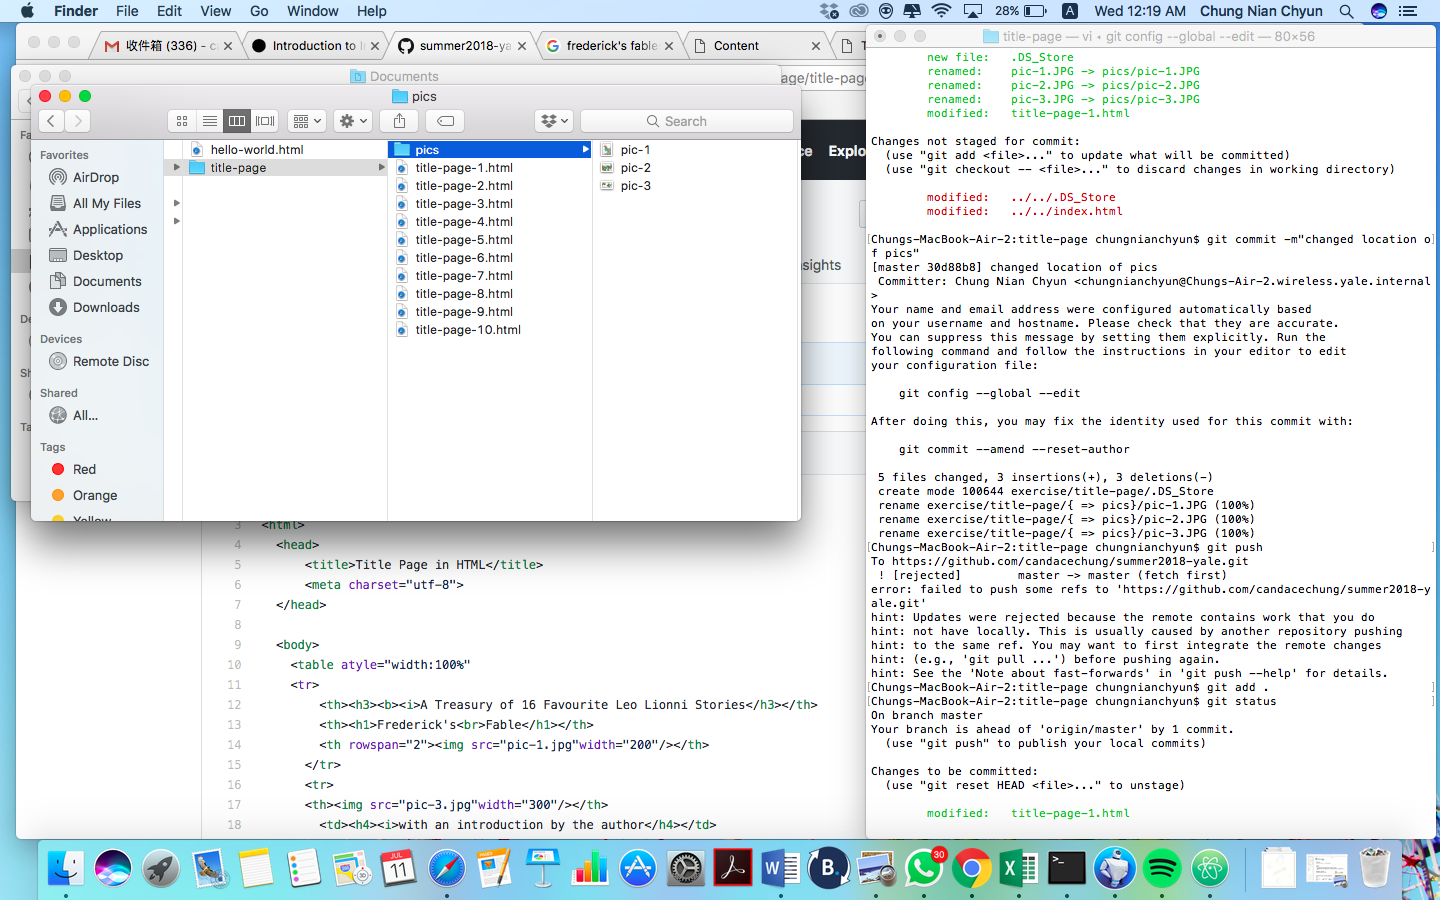 Finder File Edit View Go Window Help
28% A Wed 12:19 AM Chung Nian Chyun
收件箱 (336) - c
Introduction to I
summer2018-ya
frederick's fable
Content
Documents
age/title-page
pics
Search
Favorites
AirDrop
All My Files
Applications
Desktop
Documents
Downloads
Devices
Remote Disc
Shared
All...
Tags
Red
Orange
Yellow
hello-world.html
title-page
pics
title-page-1.html
title-page-2.html
title-page-3.html
title-page-4.html
title-page-5.html
title-page-6.html
title-page-7.html
title-page-8.html
title-page-9.html
title-page-10.html
pic-1
pic-2
pic-3
ce Explo
nsights
3 <html>
4 <head>
5 <title>Title Page in HTML</title>
6 <meta charset="utf-8">
7 </head>
8
9 <body>
10 <table atyle="width:100%"
11 <tr>
12 <th><h3><b><i>A Treasury of 16 Favourite Leo Lionni Stories</h3></th>
13 <th><h1>Frederick's<br>Fable</h1></th>
14 <th rowspan="2"><img src="pic-1.jpg"width="200"/></th>
15 </tr>
16 <tr>
17 <th><img src="pic-3.jpg"width="300"/></th>
18 <td><h4><i>with an introduction by the author</h4></td>
title-page — vi • git config --global --edit — 80×56
new file: .DS_Store
renamed: pic-1.JPG -> pics/pic-1.JPG
renamed: pic-2.JPG -> pics/pic-2.JPG
renamed: pic-3.JPG -> pics/pic-3.JPG
modified: title-page-1.html
Changes not staged for commit:
(use "git add <file>..." to update what will be committed)
(use "git checkout -- <file>..." to discard changes in working directory)
modified: ../../.DS_Store
modified: ../../index.html
[Chungs-MacBook-Air-2:title-page chungnianchyun$ git commit -m"changed location o]
f pics"
[master 30d88b8] changed location of pics
Committer: Chung Nian Chyun <chungnianchyun@Chungs-Air-2.wireless.yale.internal
>
Your name and email address were configured automatically based
on your username and hostname. Please check that they are accurate.
You can suppress this message by setting them explicitly. Run the
following command and follow the instructions in your editor to edit
your configuration file:
git config --global --edit
After doing this, you may fix the identity used for this commit with:
git commit --amend --reset-author
5 files changed, 3 insertions(+), 3 deletions(-)
create mode 100644 exercise/title-page/.DS_Store
rename exercise/title-page/{ => pics}/pic-1.JPG (100%)
rename exercise/title-page/{ => pics}/pic-2.JPG (100%)
rename exercise/title-page/{ => pics}/pic-3.JPG (100%)
[Chungs-MacBook-Air-2:title-page chungnianchyun$ git push ]
To https://github.com/candacechung/summer2018-yale.git
! [rejected] master -> master (fetch first)
error: failed to push some refs to 'https://github.com/candacechung/summer2018-y
ale.git'
hint: Updates were rejected because the remote contains work that you do
hint: not have locally. This is usually caused by another repository pushing
hint: to the same ref. You may want to first integrate the remote changes
hint: (e.g., 'git pull ...') before pushing again.
hint: See the 'Note about fast-forwards' in 'git push --help' for details.
[Chungs-MacBook-Air-2:title-page chungnianchyun$ git add . ]
[Chungs-MacBook-Air-2:title-page chungnianchyun$ git status ]
On branch master
Your branch is ahead of 'origin/master' by 1 commit.
(use "git push" to publish your local commits)
Changes to be committed:
(use "git reset HEAD <file>..." to unstage)
modified: title-page-1.html
JUL
11
30